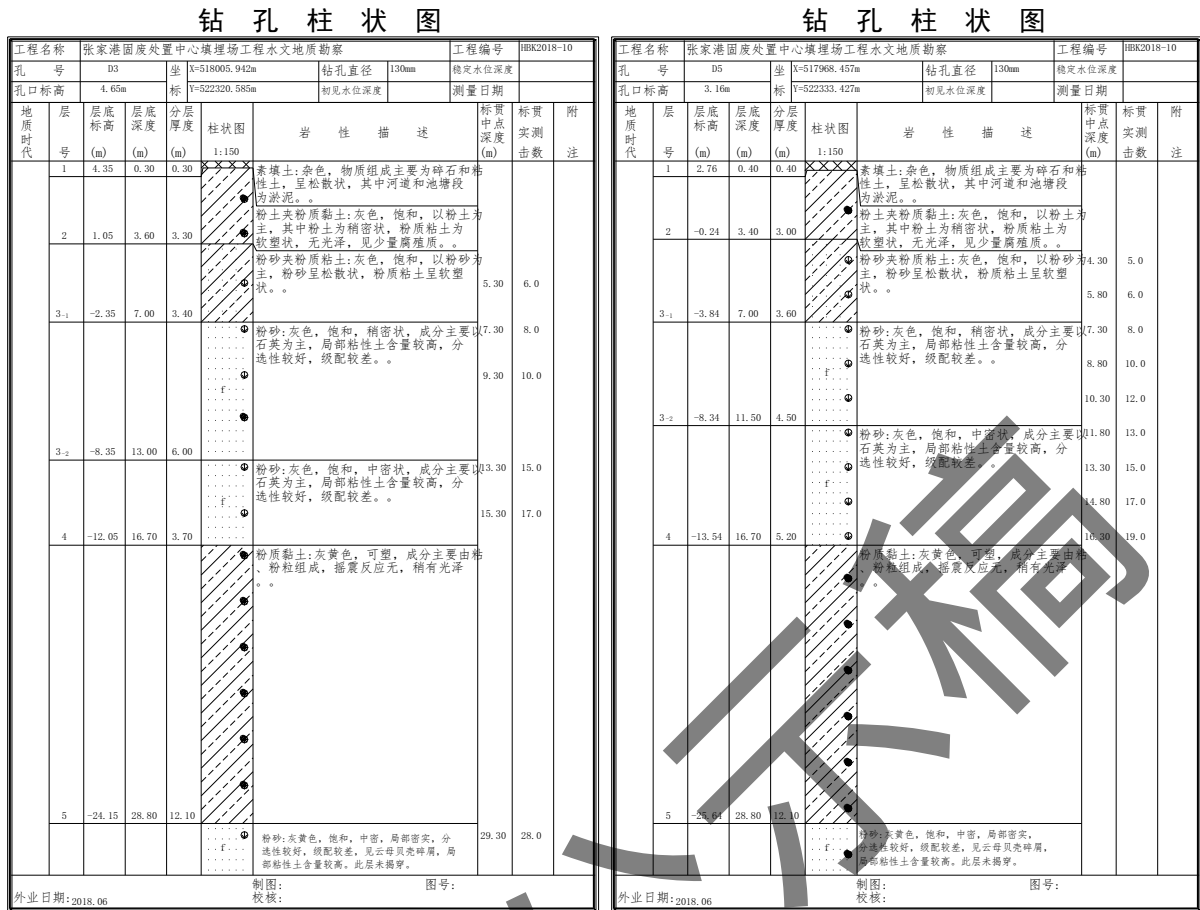 钻 孔 柱 状 图
工程名称 张家港固废处置中心填埋场工程水文地质勘察 工程编号 HBK2018-10
孔 号 D3 坐 X=518005.942m 钻孔直径 130mm 稳定水位深度
孔口标高 4.65m 标 Y=522320.585m 初见水位深度 测量日期
地质时代 层号 层底标高(m) 层底深度(m) 分层厚度(m) 柱状图 1:150 岩 性 描 述 标贯中点深度(m) 标贯实测击数 附注
1 4.35 0.30 0.30
素填土:杂色，物质组成主要为碎石和粘
性土，呈松散状，其中河道和池塘段
为淤泥。。
2 1.05 3.60 3.30
粉土夹粉质黏土:灰色，饱和，以粉土为
主，其中粉土为稍密状，粉质粘土为
软塑状，无光泽，见少量腐殖质。。
3-1 -2.35 7.00 3.40
粉砂夹粉质粘土:灰色，饱和，以粉砂为
主，粉砂呈松散状，粉质粘土呈软塑
状。。
5.30 6.0
3-2 -8.35 13.00 6.00
粉砂:灰色，饱和，稍密状，成分主要以
石英为主，局部粘性土含量较高，分
选性较好，级配较差。。
7.30 8.0
9.30 10.0
f
4 -12.05 16.70 3.70
粉砂:灰色，饱和，中密状，成分主要以
石英为主，局部粘性土含量较高，分
选性较好，级配较差。。
13.30 15.0
15.30 17.0
f
5 -24.15 28.80 12.10
粉质黏土:灰黄色，可塑，成分主要由粘
、粉粒组成，摇震反应无，稍有光泽
。。
粉砂:灰黄色，饱和，中密，局部密实，分
选性较好，级配较差，见云母贝壳碎屑，局
部粘性土含量较高。此层未揭穿。
29.30 28.0
f
制图: 图号:
外业日期:2018.06 校核:
钻 孔 柱 状 图
工程名称 张家港固废处置中心填埋场工程水文地质勘察 工程编号 HBK2018-10
孔 号 D5 坐 X=517968.457m 钻孔直径 130mm 稳定水位深度
孔口标高 3.16m 标 Y=522333.427m 初见水位深度 测量日期
地质时代 层号 层底标高(m) 层底深度(m) 分层厚度(m) 柱状图 1:150 岩 性 描 述 标贯中点深度(m) 标贯实测击数 附注
1 2.76 0.40 0.40
素填土:杂色，物质组成主要为碎石和粘
性土，呈松散状，其中河道和池塘段
为淤泥。。
2 -0.24 3.40 3.00
粉土夹粉质黏土:灰色，饱和，以粉土为
主，其中粉土为稍密状，粉质粘土为
软塑状，无光泽，见少量腐殖质。。
3-1 -3.84 7.00 3.60
粉砂夹粉质粘土:灰色，饱和，以粉砂为
主，粉砂呈松散状，粉质粘土呈软塑
状。。
4.30 5.0
5.80 6.0
3-2 -8.34 11.50 4.50
粉砂:灰色，饱和，稍密状，成分主要以
石英为主，局部粘性土含量较高，分
选性较好，级配较差。。
7.30 8.0
8.80 10.0
10.30 12.0
f
4 -13.54 16.70 5.20
粉砂:灰色，饱和，中密状，成分主要以
石英为主，局部粘性土含量较高，分
选性较好，级配较差。。
11.80 13.0
13.30 15.0
14.80 17.0
16.30 19.0
f
5 -25.64 28.80 12.10
粉质黏土:灰黄色，可塑，成分主要由粘
、粉粒组成，摇震反应无，稍有光泽
。。
粉砂:灰黄色，饱和，中密，局部密实，
分选性较好，级配较差，见云母贝壳碎屑，
局部粘性土含量较高。此层未揭穿。
f
制图: 图号:
外业日期:2018.06 校核: